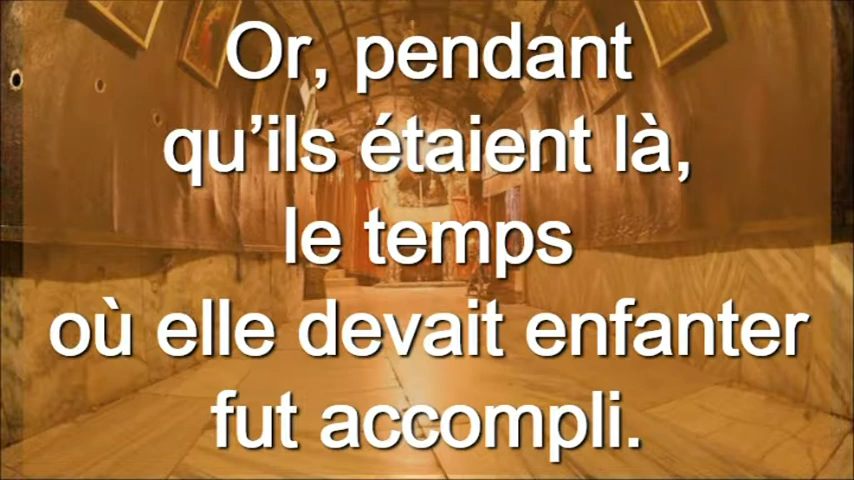 Or, pendant
qu’ils étaient là,
le temps
où elle devait enfanter
fut accompli.